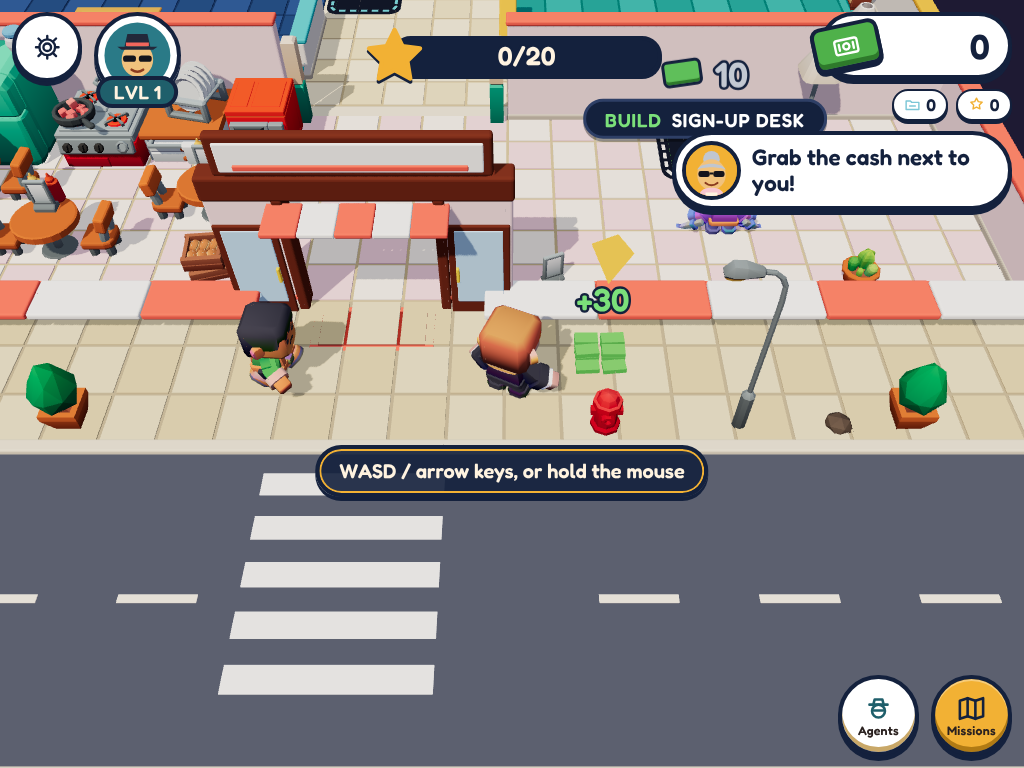 LVL 1
0/20
10
0
0
0
BUILD SIGN-UP DESK
Grab the cash next to
you!
+30
WASD / arrow keys, or hold the mouse
Agents
Missions